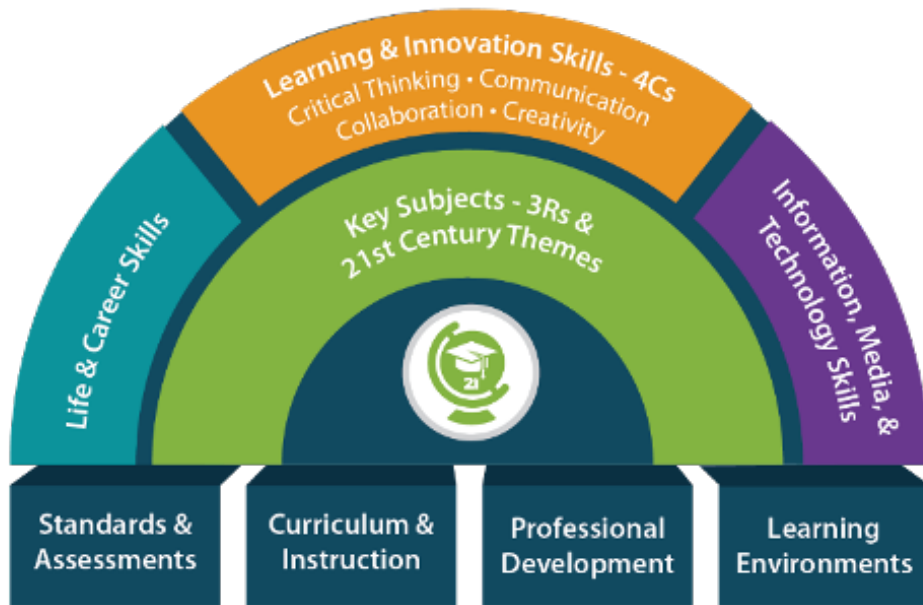 Learning & Innovation Skills - 4Cs
Critical Thinking • Communication
Collaboration • Creativity
Life & Career Skills
Key Subjects - 3Rs &
21st Century Themes
Information, Media, &
Technology Skills
21
Standards &
Assessments
Curriculum &
Instruction
Professional
Development
Learning
Environments